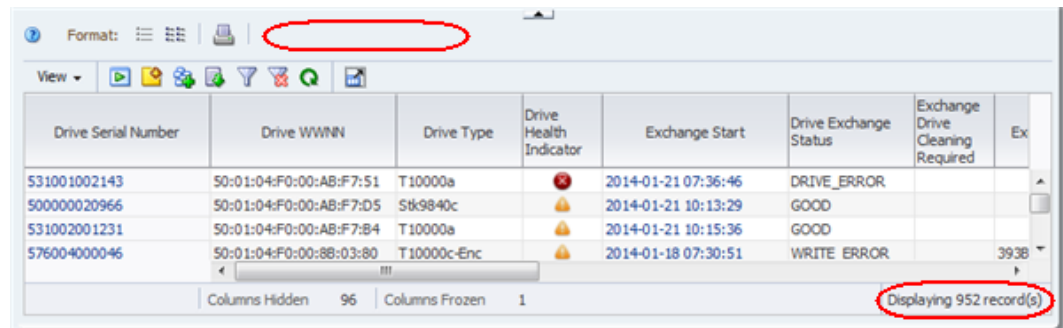 Format:
View
Drive Serial Number Drive WWNN Drive Type Drive Health Indicator Exchange Start Drive Exchange Status Exchange Drive Cleaning Required Ex
531001002143 50:01:04:F0:00:AB:F7:51 T10000a 2014-01-21 07:36:46 DRIVE_ERROR
500000020966 50:01:04:F0:00:AB:F7:D5 Stk9840c 2014-01-21 10:13:29 GOOD
531002001231 50:01:04:F0:00:AB:F7:B4 T10000a 2014-01-21 10:15:36 GOOD
576004000046 50:01:04:F0:00:8B:03:80 T10000c-Enc 2014-01-18 07:30:51 WRITE ERROR 393B
Columns Hidden 96 Columns Frozen 1 Displaying 952 record(s)